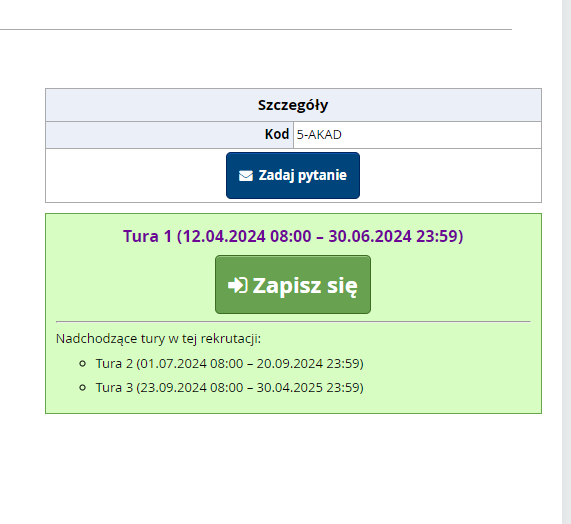 Szczegóły
Kod 5-AKAD
Zadaj pytanie
Tura 1 (12.04.2024 08:00 – 30.06.2024 23:59)
Zapisz się
Nadchodzące tury w tej rekrutacji:
Tura 2 (01.07.2024 08:00 – 20.09.2024 23:59)
Tura 3 (23.09.2024 08:00 – 30.04.2025 23:59)